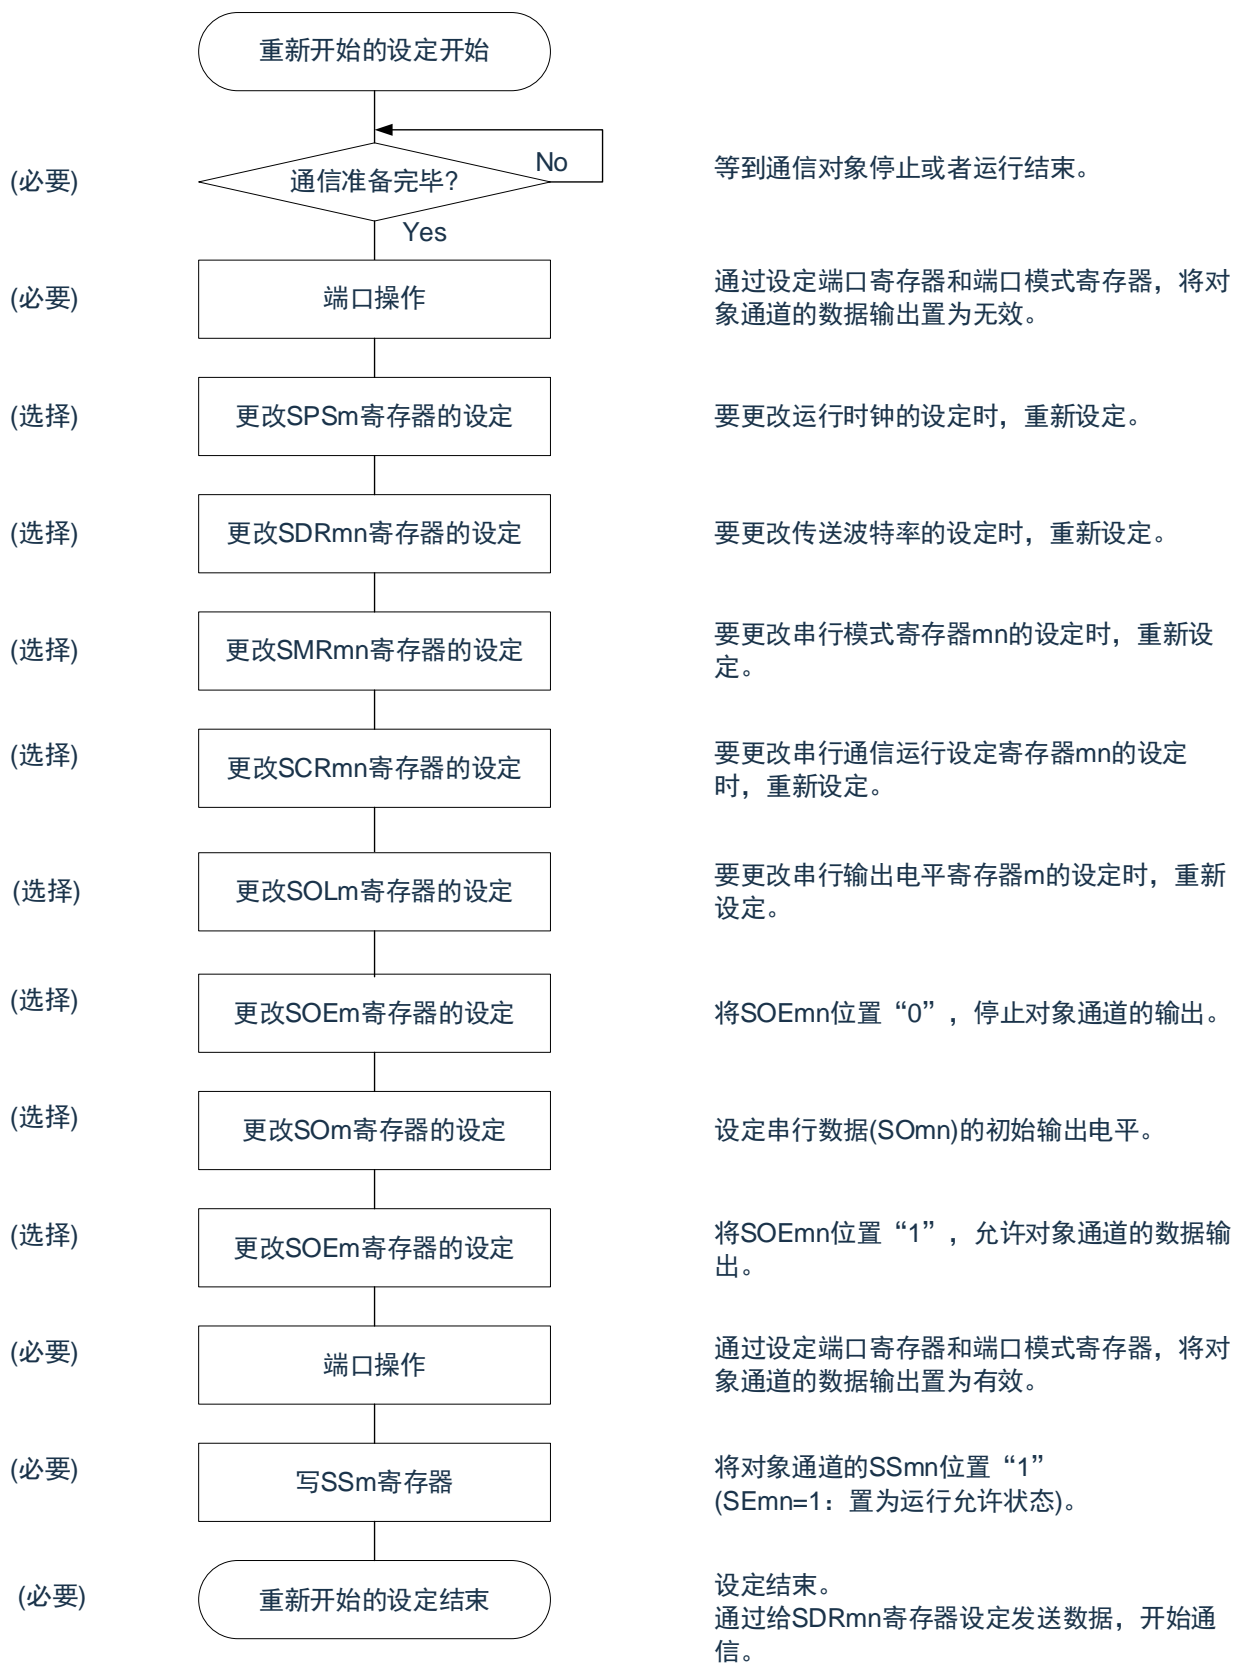 重新开始的设定开始
(必要)
通信准备完毕?
No
等到通信对象停止或者运行结束。
Yes
(必要)
端口操作
通过设定端口寄存器和端口模式寄存器，将对
象通道的数据输出置为无效。
(选择)
更改SPSm寄存器的设定
要更改运行时钟的设定时，重新设定。
(选择)
更改SDRmn寄存器的设定
要更改传送波特率的设定时，重新设定。
(选择)
更改SMRmn寄存器的设定
要更改串行模式寄存器mn的设定时，重新设
定。
(选择)
更改SCRmn寄存器的设定
要更改串行通信运行设定寄存器mn的设定
时，重新设定。
(选择)
更改SOLm寄存器的设定
要更改串行输出电平寄存器m的设定时，重新
设定。
(选择)
更改SOEm寄存器的设定
将SOEmn位置“0”，停止对象通道的输出。
(选择)
更改SOm寄存器的设定
设定串行数据(SOmn)的初始输出电平。
(选择)
更改SOEm寄存器的设定
将SOEmn位置“1”，允许对象通道的数据输
出。
(必要)
端口操作
通过设定端口寄存器和端口模式寄存器，将对
象通道的数据输出置为有效。
(必要)
写SSm寄存器
将对象通道的SSmn位置“1”
(SEmn=1：置为运行允许状态)。
(必要)
重新开始的设定结束
设定结束。
通过给SDRmn寄存器设定发送数据，开始通
信。